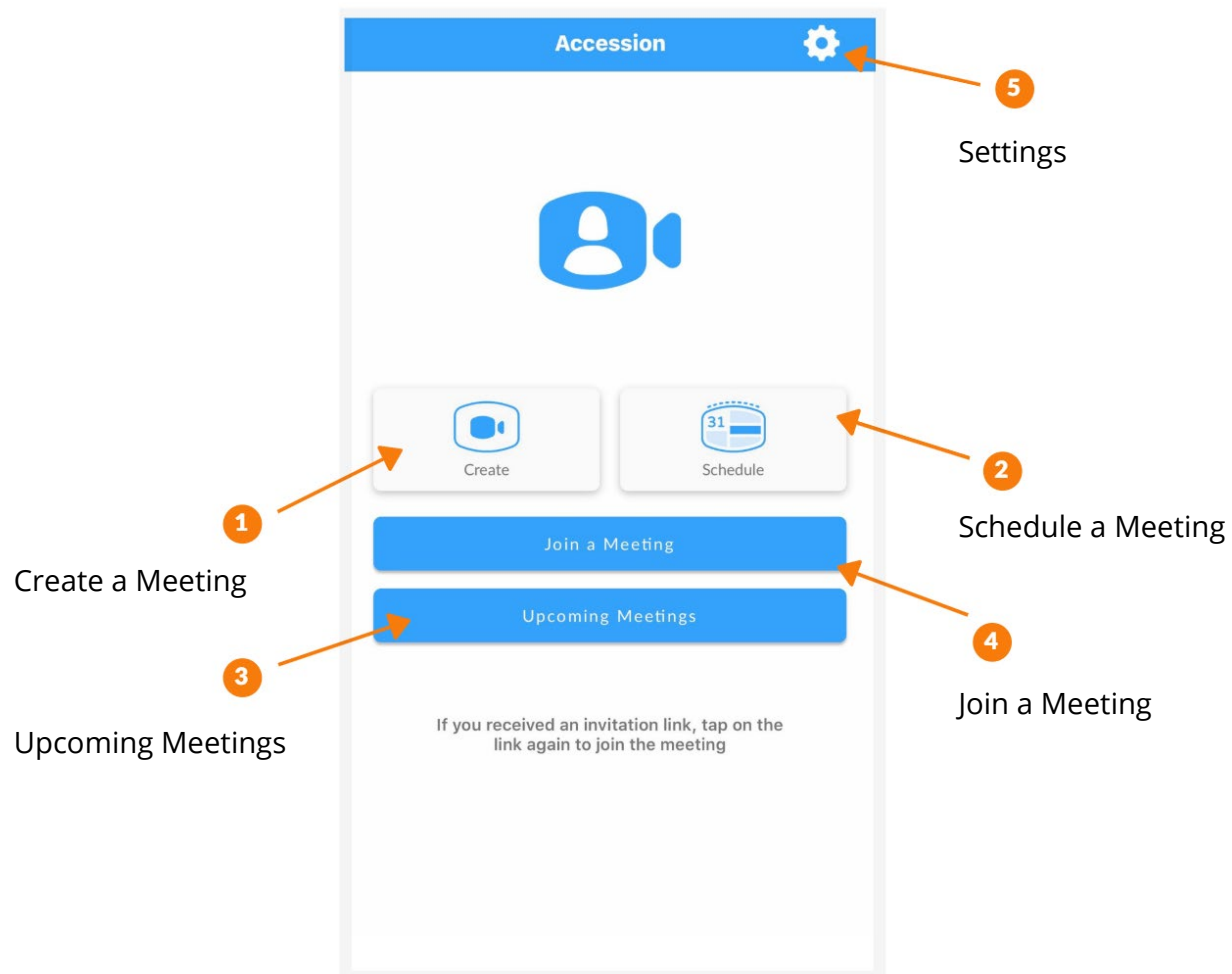 Accession
5
Settings
31
Create
Schedule
2
Schedule a Meeting
1
Create a Meeting
Join a Meeting
Upcoming Meetings
4
Join a Meeting
3
Upcoming Meetings
If you received an invitation link, tap on the
link again to join the meeting